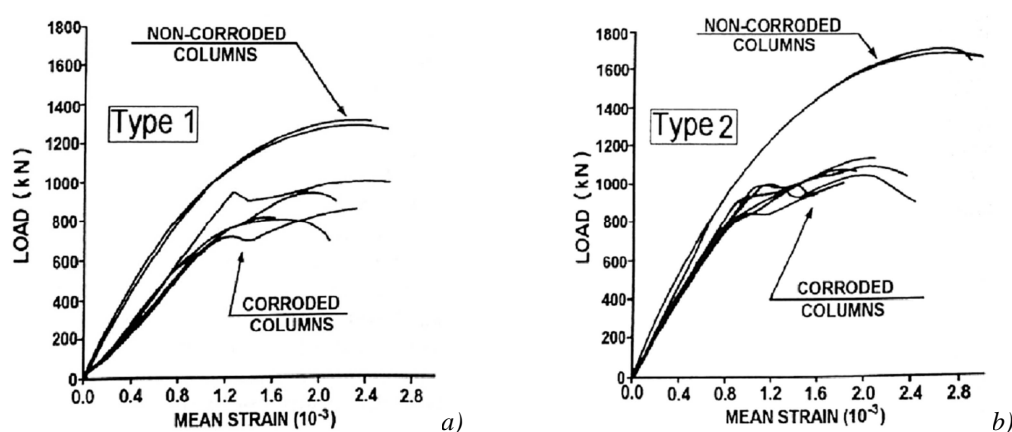 1800
1600
1400
1200
1000
800
600
400
200
0
LOAD (kN)
NON-CORRODED
COLUMNS
Type 1
CORRODED
COLUMNS
0.0 0.4 0.8 1.2 1.6 2.0 2.4 2.8
MEAN STRAIN (10-3)
a)
1800
1600
1400
1200
1000
800
600
400
200
0
LOAD (kN)
NON-CORRODED
COLUMNS
Type 2
CORRODED
COLUMNS
0.0 0.4 0.8 1.2 1.6 2.0 2.4 2.8
MEAN STRAIN (10-3)
b)